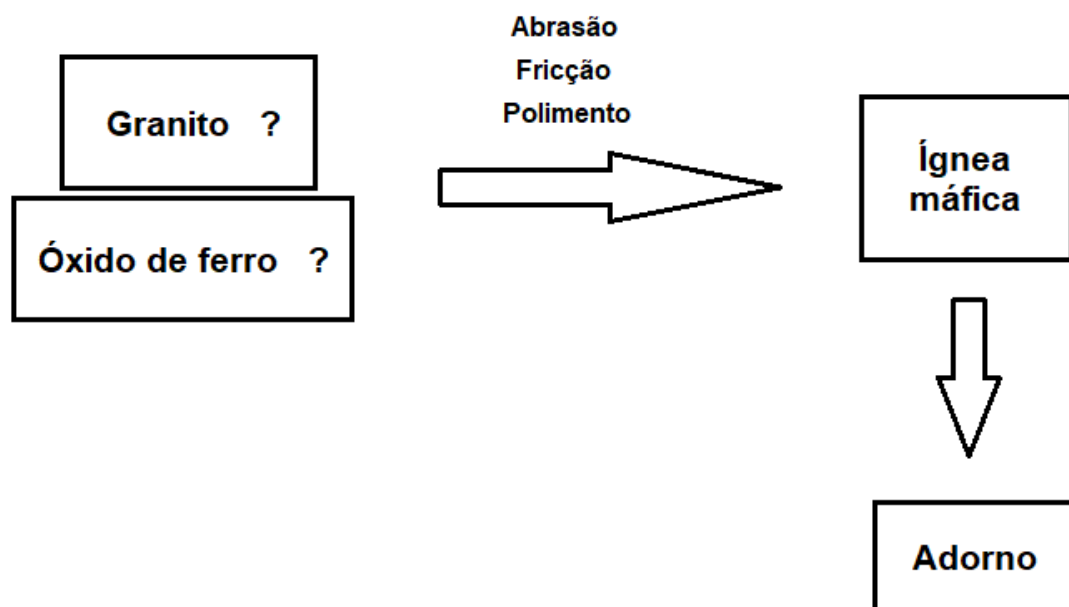 Abrasão
Fricção
Polimento
Granito ?
Óxido de ferro ?
Ígnea
máfica
Adorno